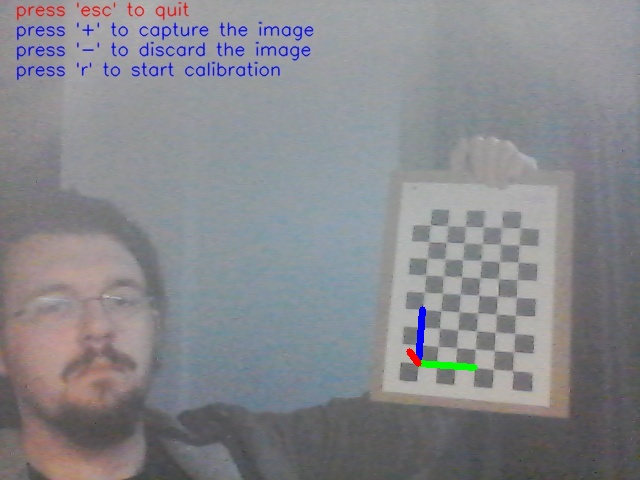 press 'esc' to quit
press '+' to capture the image
press '-' to discard the image
press 'r' to start calibration